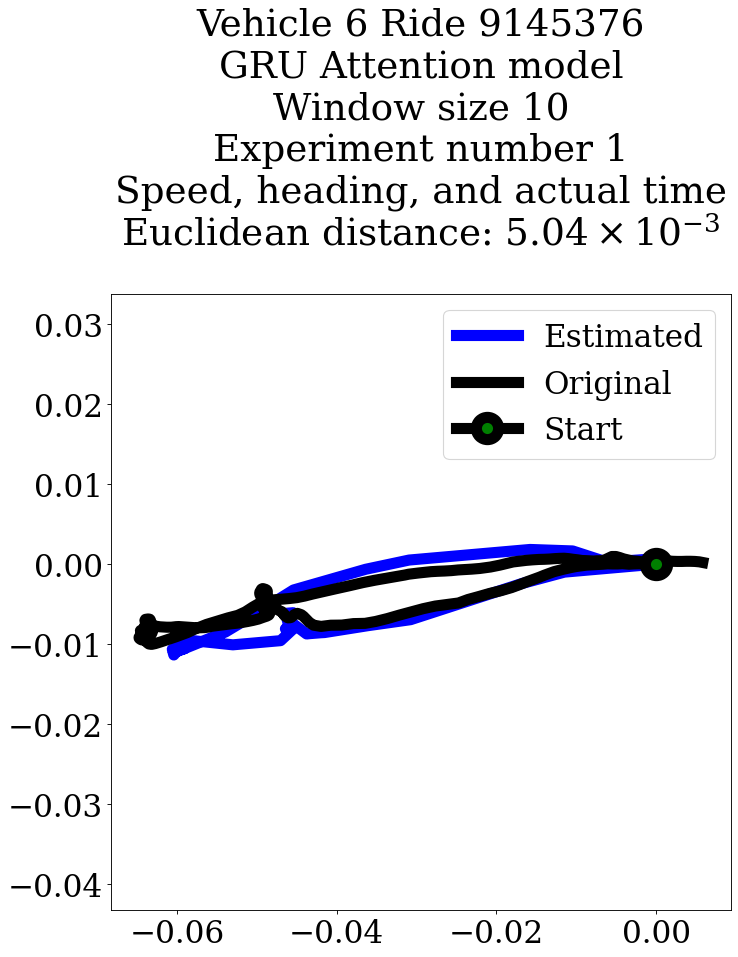 Vehicle 6 Ride 9145376
GRU Attention model
Window size 10
Experiment number 1
Speed, heading, and actual time
Euclidean distance: 5.04 × 10⁻³
Estimated
Original
Start
0.03
0.02
0.01
0.00
−0.01
−0.02
−0.03
−0.04
−0.06
−0.04
−0.02
0.00